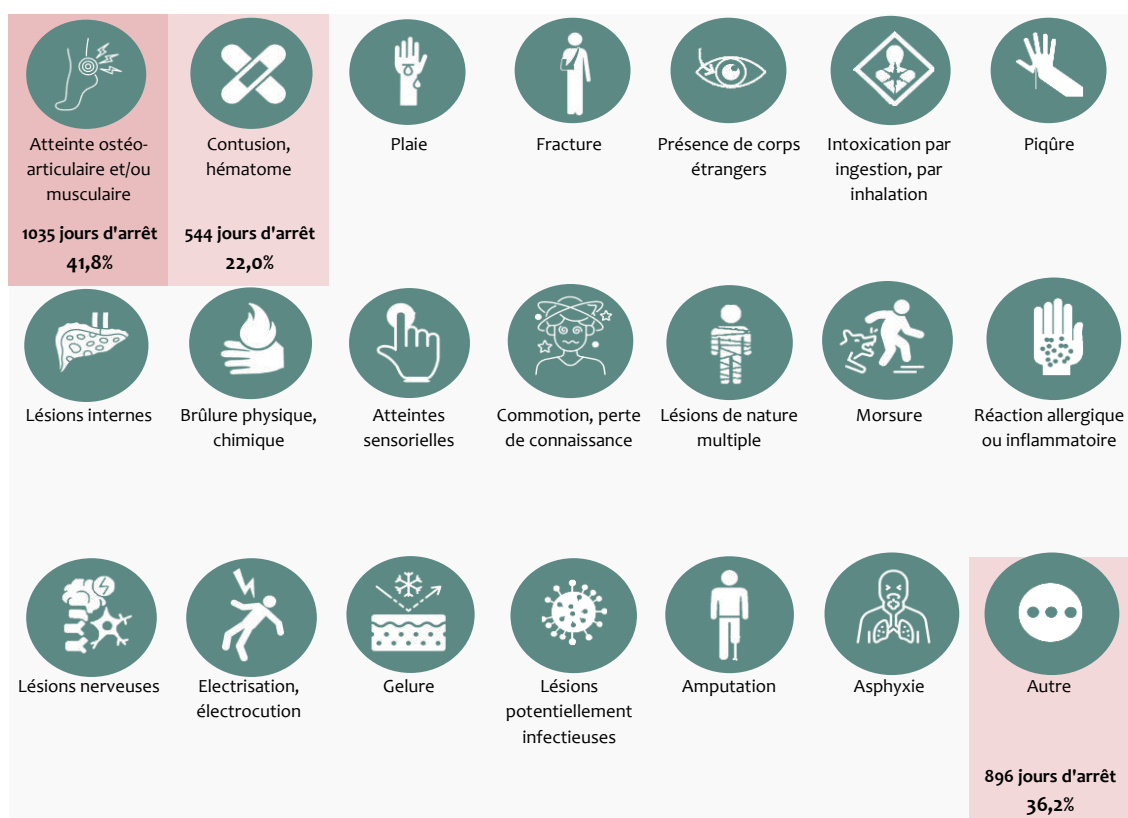 Atteinte ostéo-
articulaire et/ou
musculaire
1035 jours d'arrêt
41,8%
Contusion,
hématome
544 jours d'arrêt
22,0%
Plaie
Fracture
Présence de corps
étrangers
Intoxication par
ingestion, par
inhalation
Piqûre
Lésions internes
Brûlure physique,
chimique
Atteintes
sensorielles
Commotion, perte
de connaissance
Lésions de nature
multiple
Morsure
Réaction allergique
ou inflammatoire
Lésions nerveuses
Electrisation,
électrocution
Gelure
Lésions
potentiellement
infectieuses
Amputation
Asphyxie
Autre
896 jours d'arrêt
36,2%